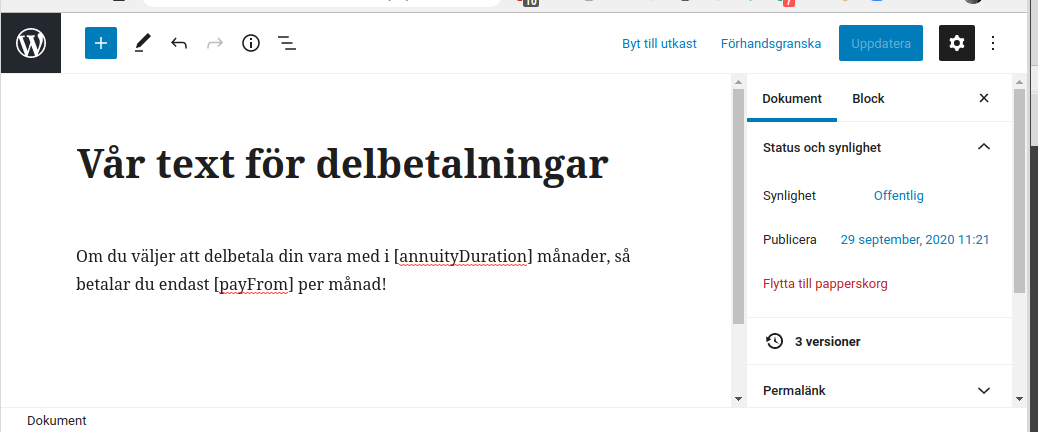 10
7
Byt till utkast
Förhandsgranska
Uppdatera
Dokument
Block
Vår text för delbetalningar
Om du väljer att delbetala din vara med i [annuityDuration] månader, så
betalar du endast [payFrom] per månad!
Status och synlighet
Synlighet Offentlig
Publicera 29 september, 2020 11:21
Flytta till papperskorg
3 versioner
Permalänk
Dokument